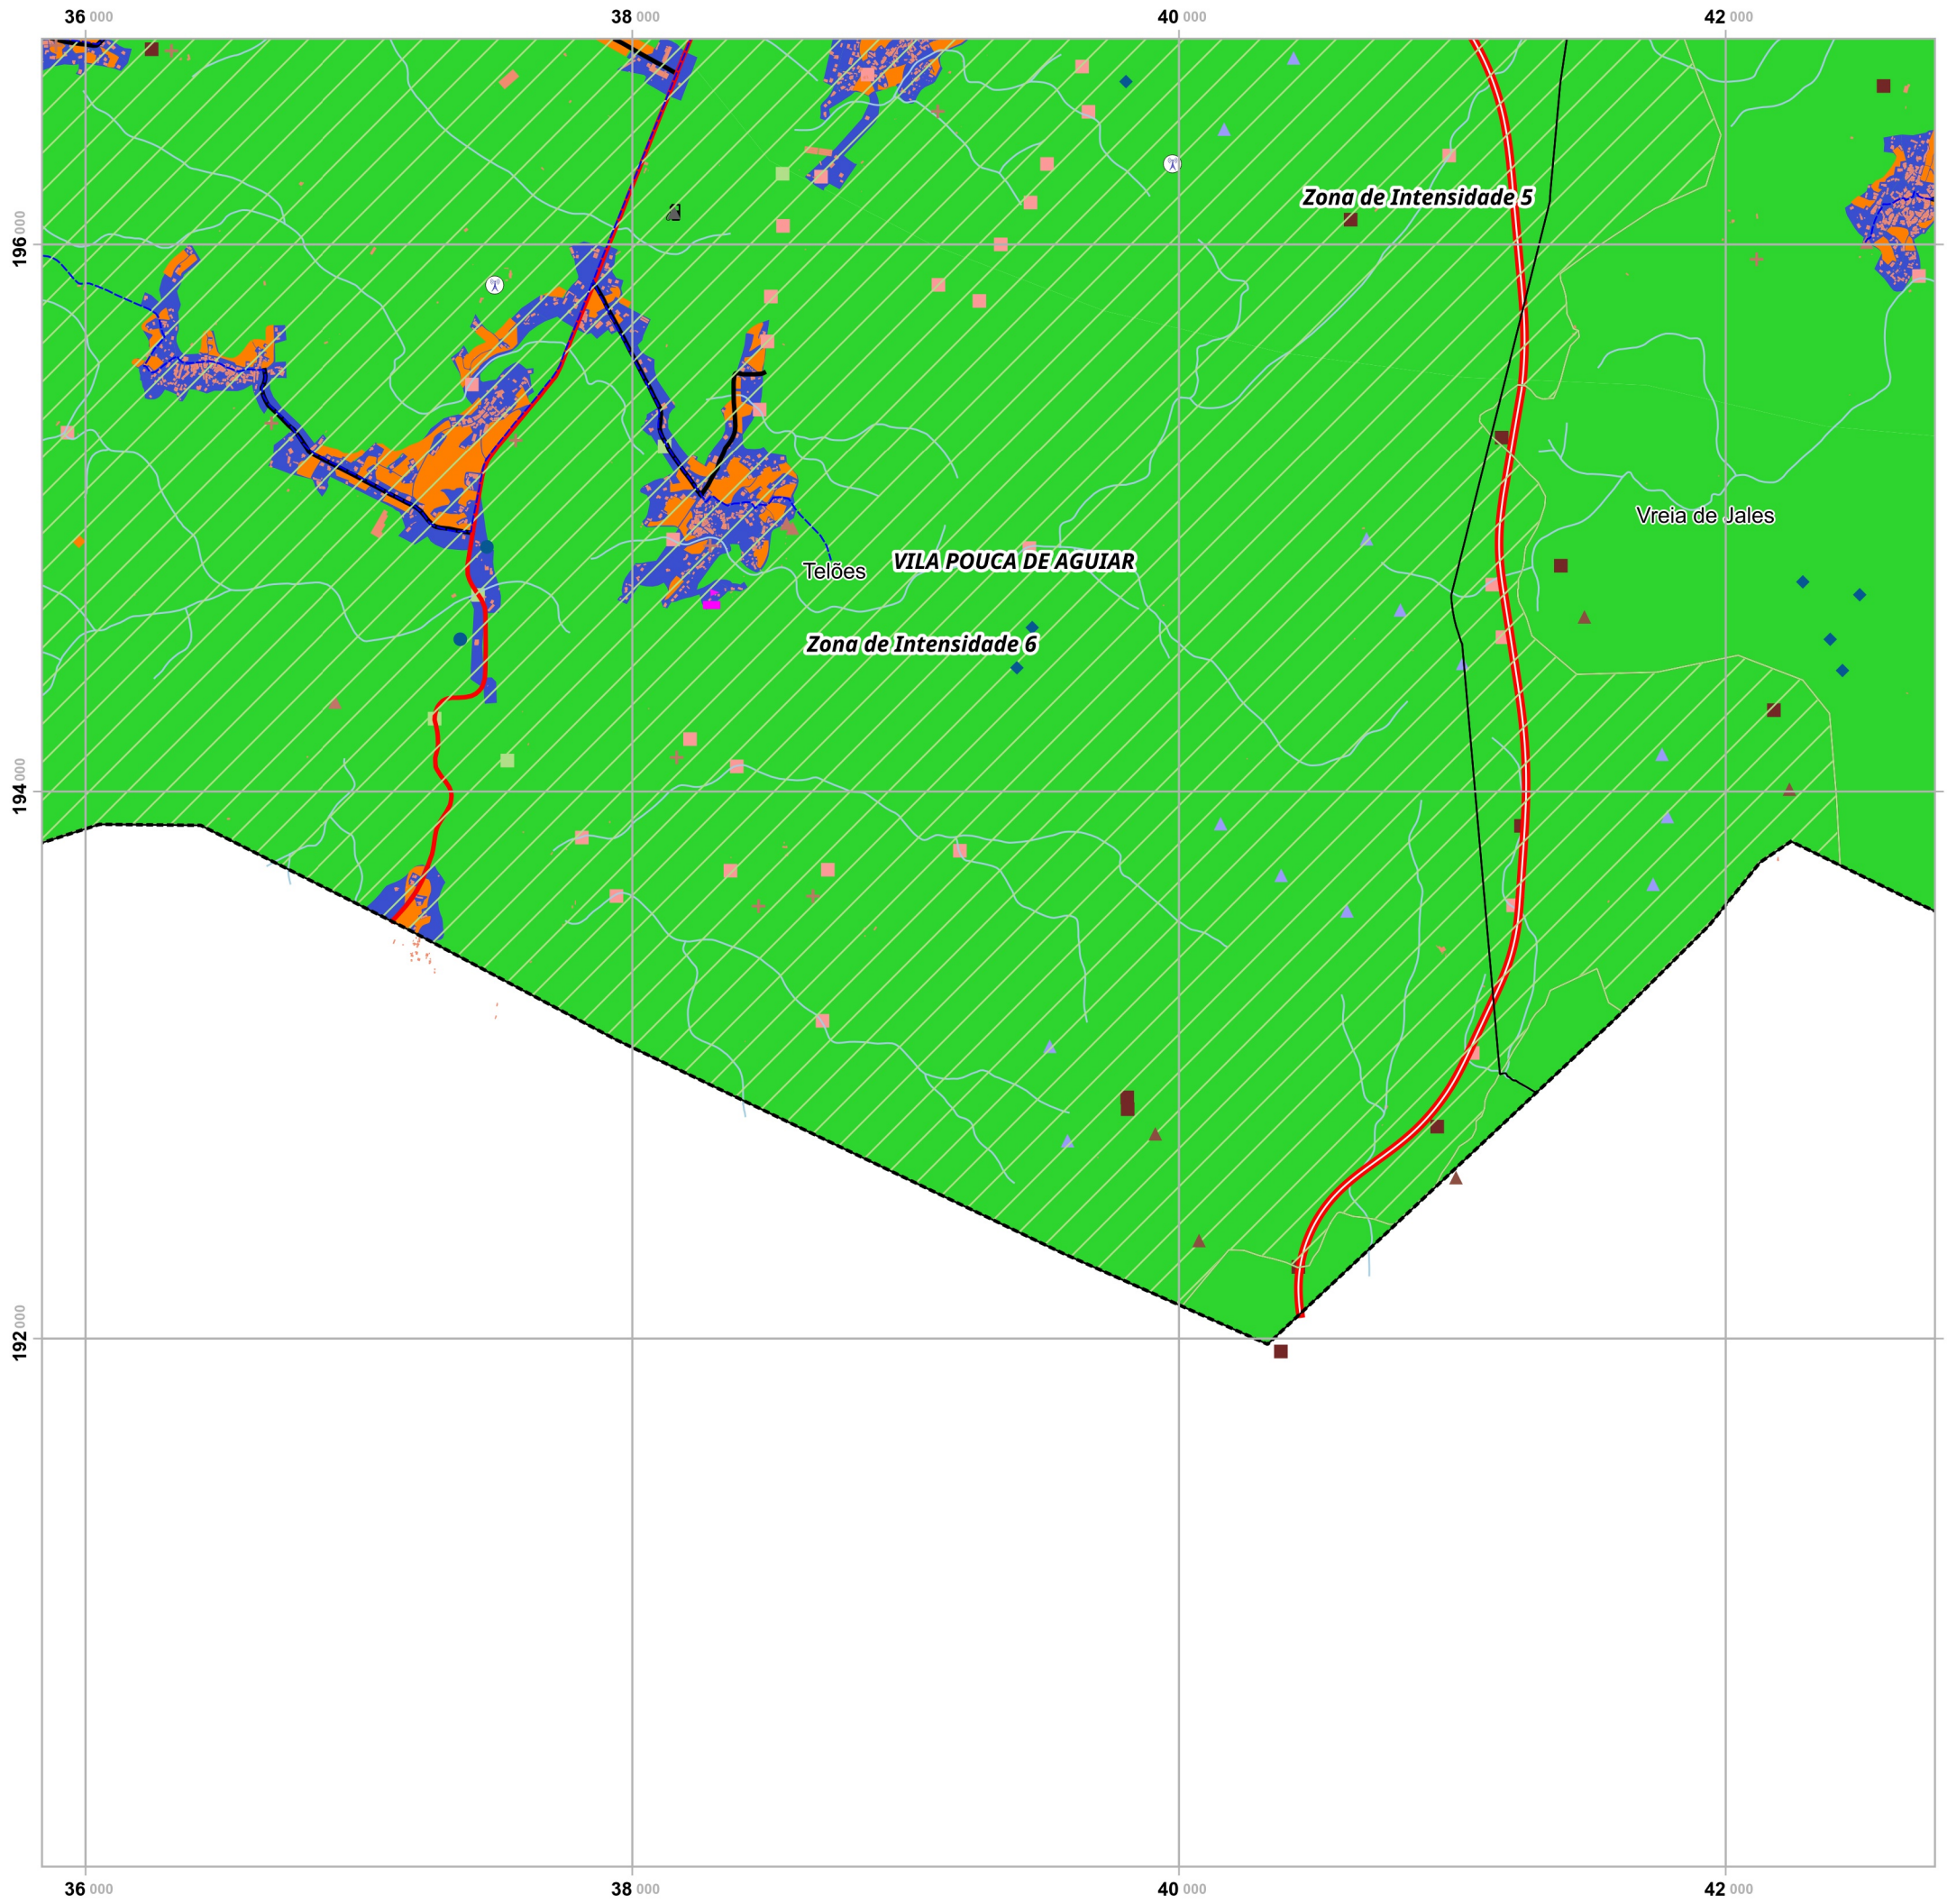 36 000 38 000 40 000 42 000
Zona de Intensidade 5
196 000
Vreia de Jales
VILA POUCA DE AGUIAR
Telões
Zona de Intensidade 6
194 000
192 000
36 000 38 000 40 000 42 000